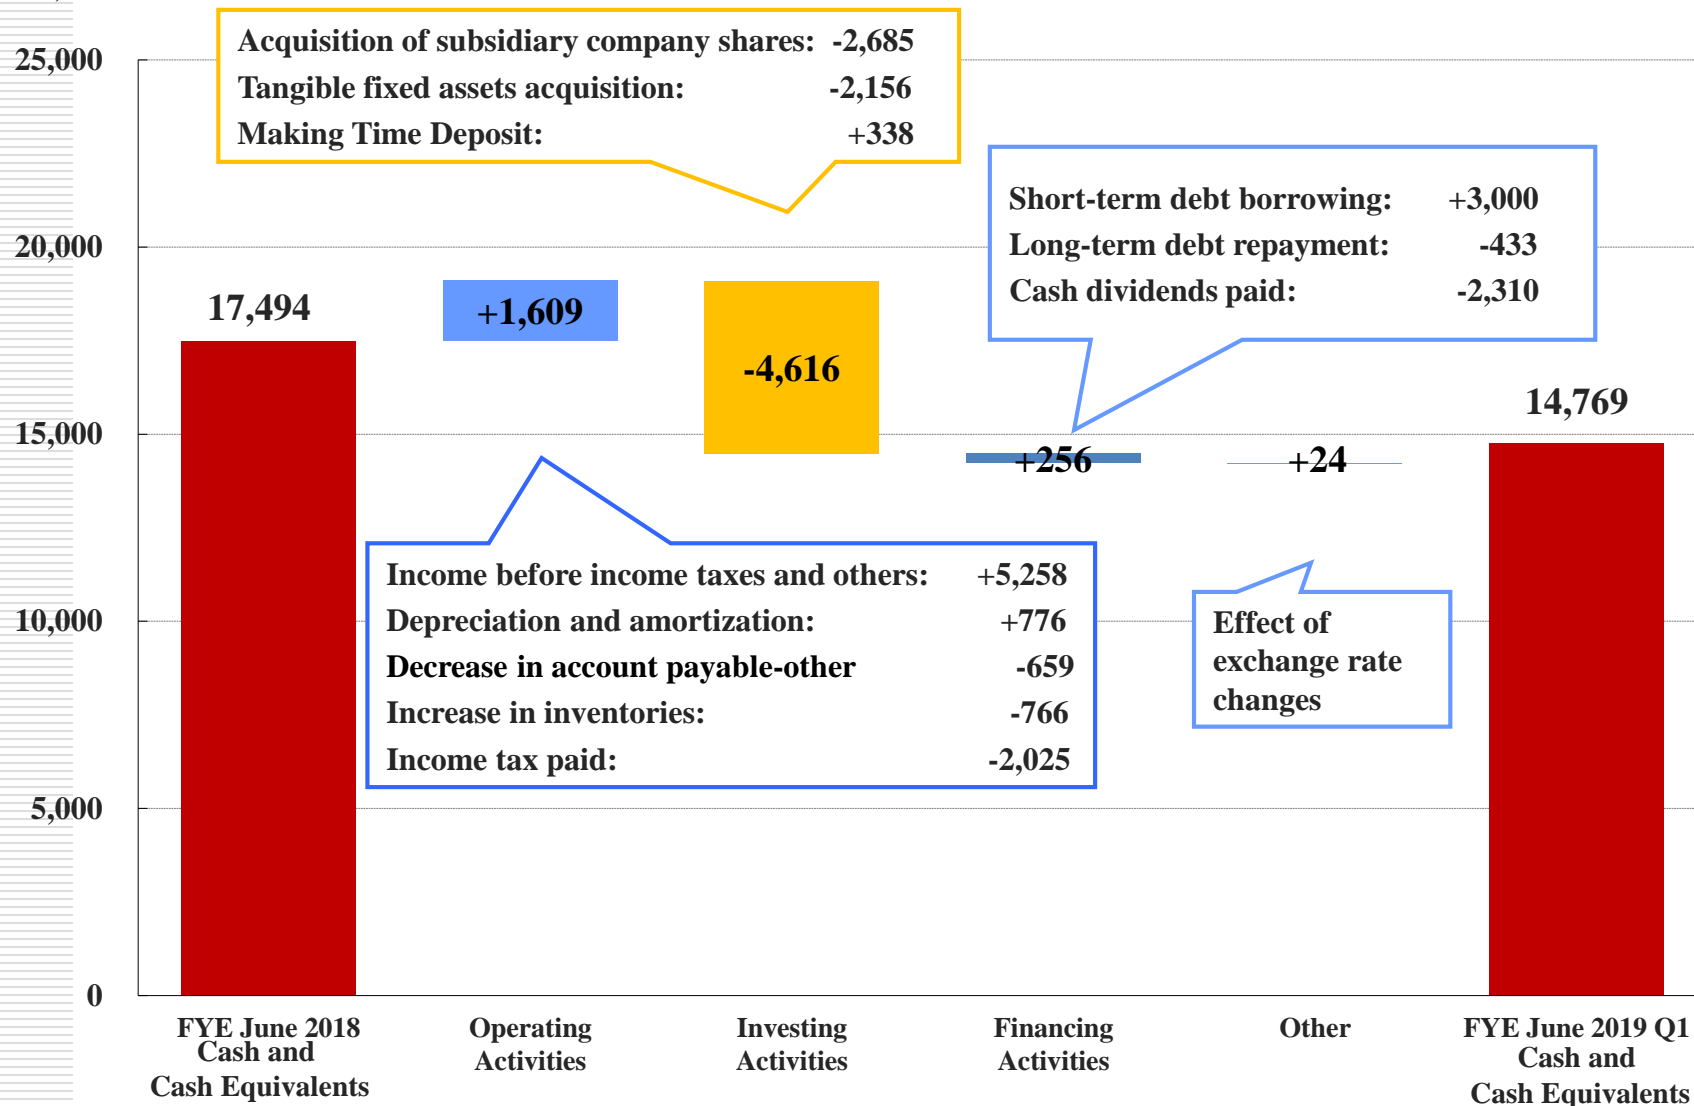 Acquisition of subsidiary company shares: -2,685
Tangible fixed assets acquisition: -2,156
Making Time Deposit: +338
25,000
20,000
15,000
10,000
5,000
0
Short-term debt borrowing: +3,000
Long-term debt repayment: -433
Cash dividends paid: -2,310
17,494
+1,609
-4,616
+256
+24
14,769
Income before income taxes and others: +5,258
Depreciation and amortization: +776
Decrease in account payable-other -659
Increase in inventories: -766
Income tax paid: -2,025
Effect of
exchange rate
changes
FYE June 2018
Cash and
Cash Equivalents
Operating
Activities
Investing
Activities
Financing
Activities
Other
FYE June 2019 Q1
Cash and
Cash Equivalents